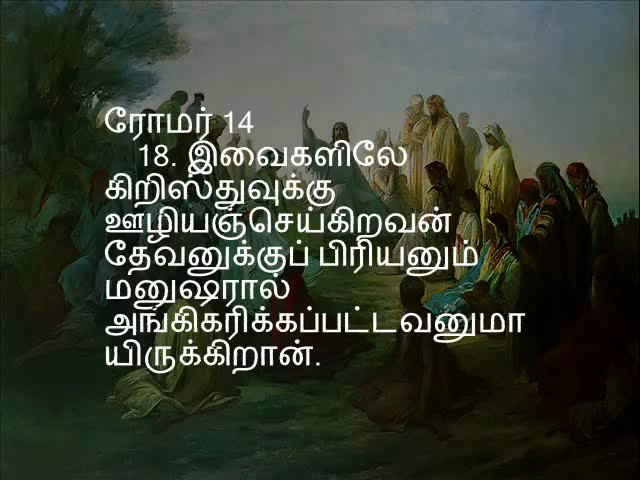 ரோமர் 14
18. இவைகளிலே
கிறிஸ்துவுக்கு
ஊழியஞ்செய்கிறவன்
தேவனுக்குப் பிரியனும்
மனுஷரால்
அங்கிகரிக்கப்பட்டவனுமா
யிருக்கிறான்.